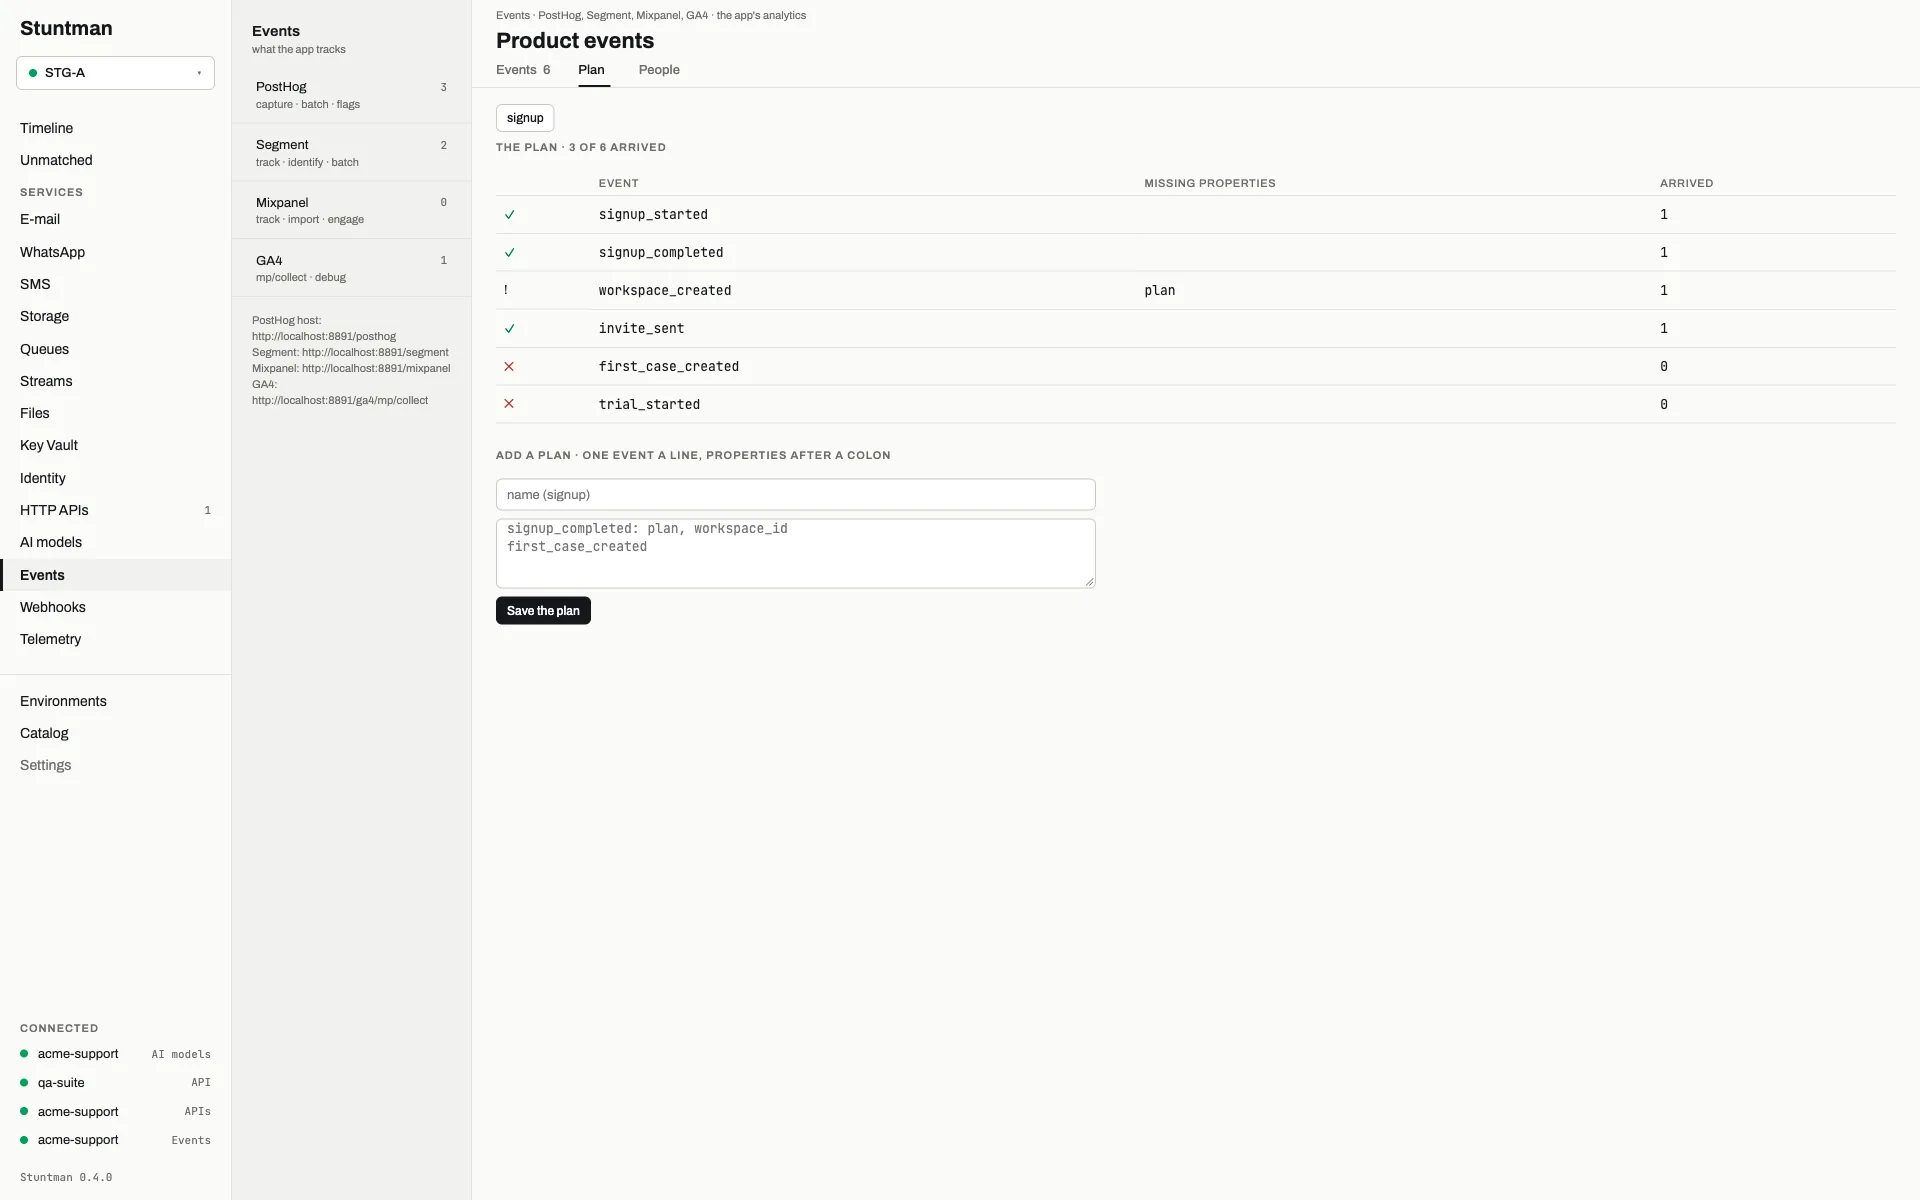 Stuntman
STG-A
Timeline
Unmatched
SERVICES
E-mail
WhatsApp
SMS
Storage
Queues
Streams
Files
Key Vault
Identity
HTTP APIs 1
AI models
Events
Webhooks
Telemetry
Environments
Catalog
Settings
CONNECTED
acme-support AI models
qa-suite API
acme-support APIs
acme-support Events
Stuntman 0.4.0
Events
what the app tracks
PostHog 3
capture · batch · flags
Segment 2
track · identify · batch
Mixpanel 0
track · import · engage
GA4 1
mp/collect · debug
PostHog host:
http://localhost:8891/posthog
Segment: http://localhost:8891/segment
Mixpanel: http://localhost:8891/mixpanel
GA4:
http://localhost:8891/ga4/mp/collect
Events · PostHog, Segment, Mixpanel, GA4 · the app's analytics
Product events
Events 6 Plan People
signup
THE PLAN · 3 OF 6 ARRIVED
EVENT MISSING PROPERTIES ARRIVED
✓ signup_started 1
✓ signup_completed 1
! workspace_created plan 1
✓ invite_sent 1
✕ first_case_created 0
✕ trial_started 0
ADD A PLAN · ONE EVENT A LINE, PROPERTIES AFTER A COLON
name (signup)
signup_completed: plan, workspace_id
first_case_created
Save the plan